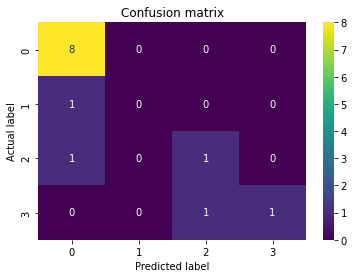 Confusion matrix
Actual label
0 8 0 0 0
1 1 0 0 0
2 1 0 1 0
3 0 0 1 1
0 1 2 3
Predicted label
8
7
6
5
4
3
2
1
0